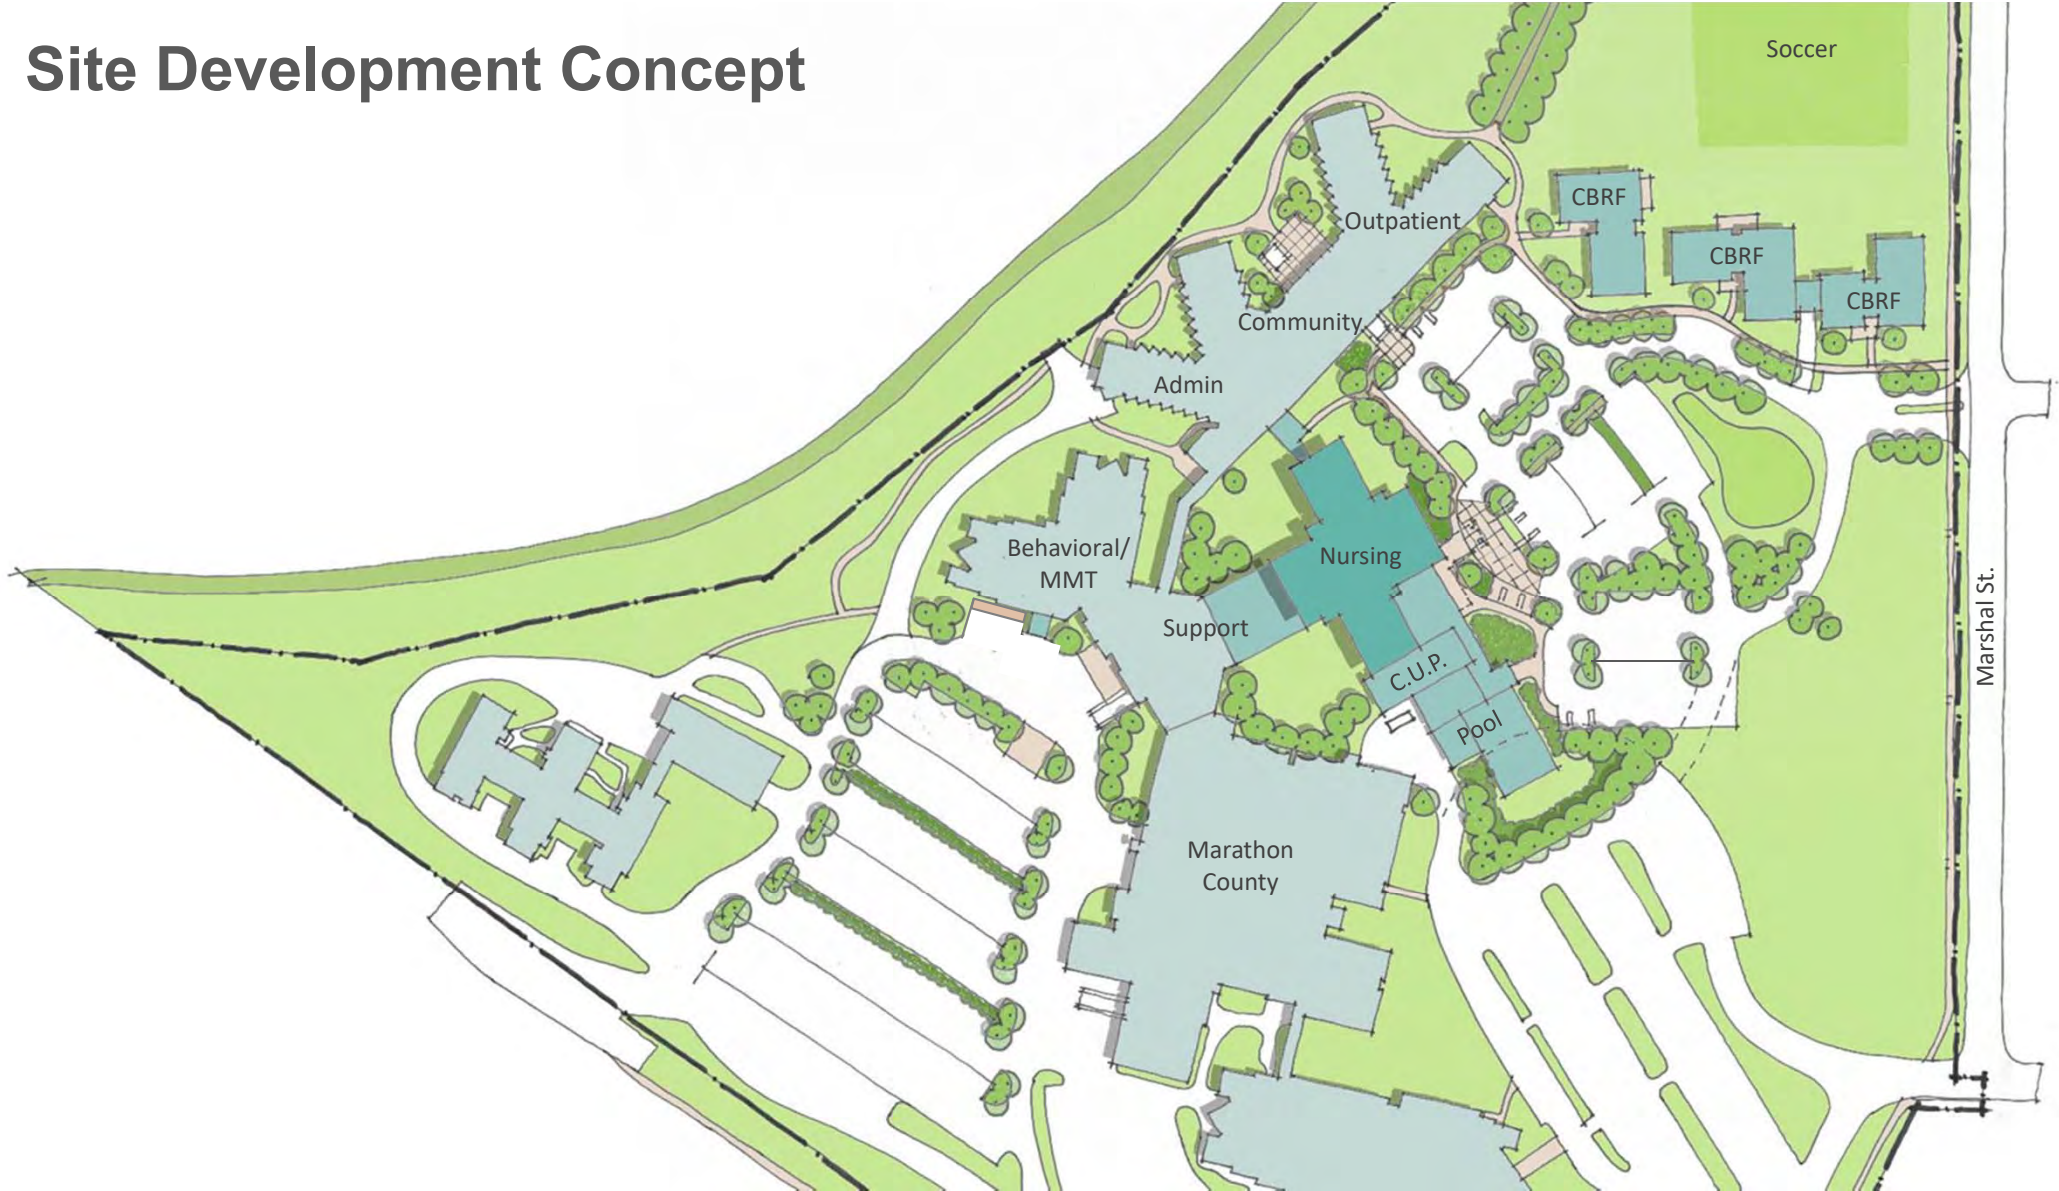 Site Development Concept
Soccer
CBRF
Outpatient
CBRF
CBRF
Community
Admin
Behavioral/
MMT
Nursing
Support
Marshal St.
C.U.P.
Pool
Marathon
County